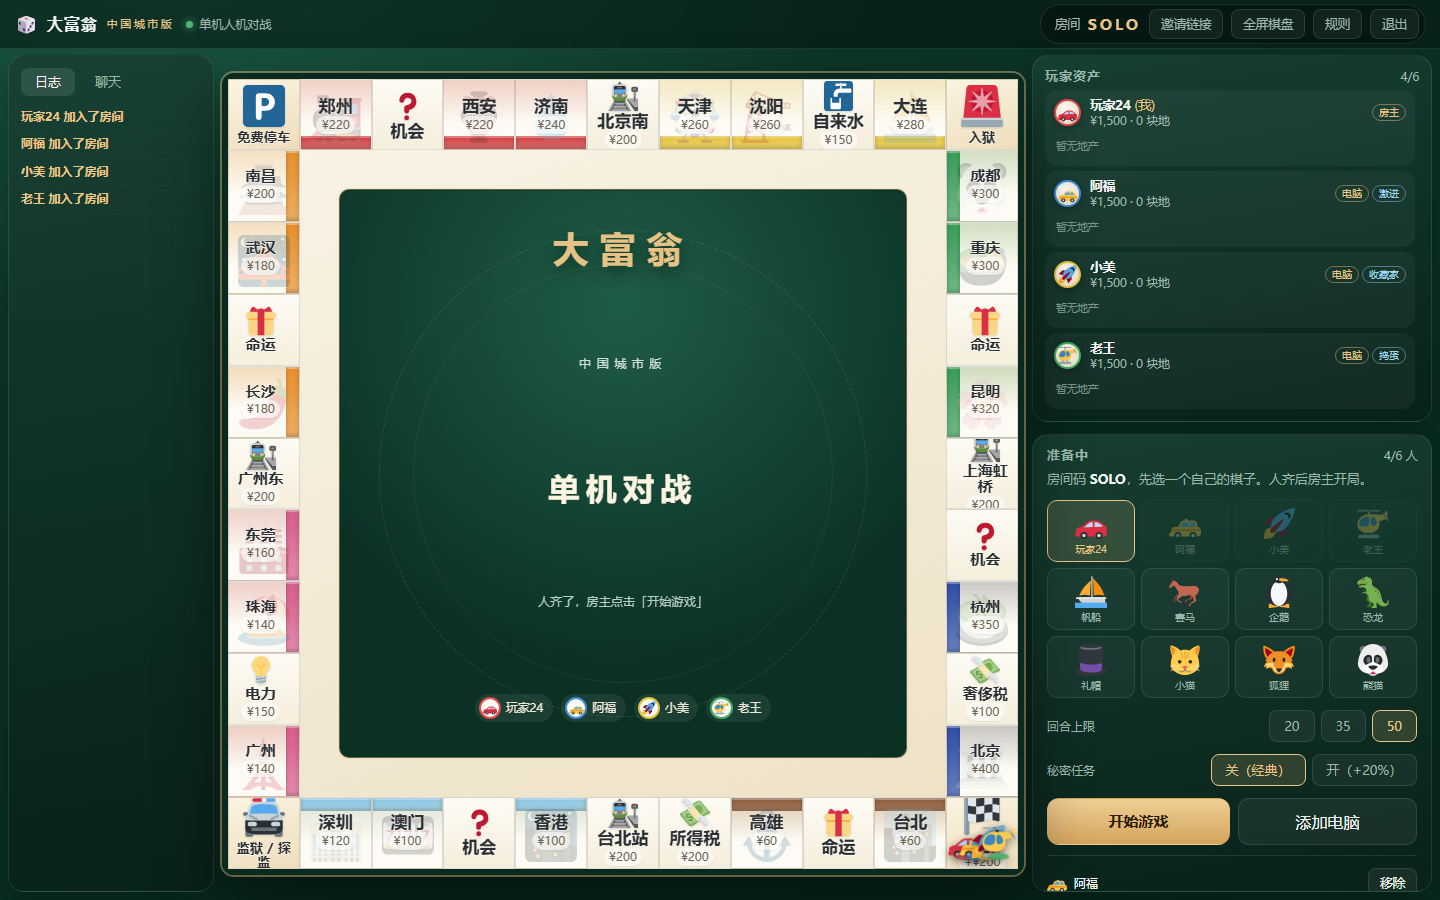 大富翁 中国城市版 单机人机对战
房间 SOLO 邀请链接 全屏棋盘 规则 退出
日志 聊天
玩家24 加入了房间
阿福 加入了房间
小美 加入了房间
老王 加入了房间
P
免费停车
郑州
¥220
?
机会
西安
¥220
济南
¥240
北京南
¥200
天津
¥260
沈阳
¥260
自来水
¥150
大连
¥280
入狱
南昌
¥200
武汉
¥180
命运
长沙
¥180
广州东
¥200
东莞
¥160
珠海
¥140
电力
¥150
广州
¥140
监狱 / 探
监
大富翁
中国城市版
单机对战
人齐了，房主点击「开始游戏」
玩家24 阿福 小美 老王
成都
¥300
重庆
¥300
命运
昆明
¥320
上海虹
桥
¥200
?
机会
杭州
¥350
奢侈税
¥100
北京
¥400
深圳
¥120
澳门
¥100
?
机会
香港
¥100
台北站
¥200
所得税
¥200
高雄
¥60
命运
台北
¥60
玩家资产 4/6
玩家24 (我) 房主
¥1,500 · 0 块地
暂无地产
阿福 电脑 激进
¥1,500 · 0 块地
暂无地产
小美 电脑 收藏家
¥1,500 · 0 块地
暂无地产
老王 电脑 捣蛋
¥1,500 · 0 块地
暂无地产
准备中 4/6 人
房间码 SOLO，先选一个自己的棋子。人齐后房主开局。
玩家24 阿福 小美 老王
帆船 赛马 企鹅 恐龙
礼帽 小猫 狐狸 熊猫
回合上限 20 35 50
秘密任务 关（经典） 开（+20%）
开始游戏 添加电脑
阿福 移除